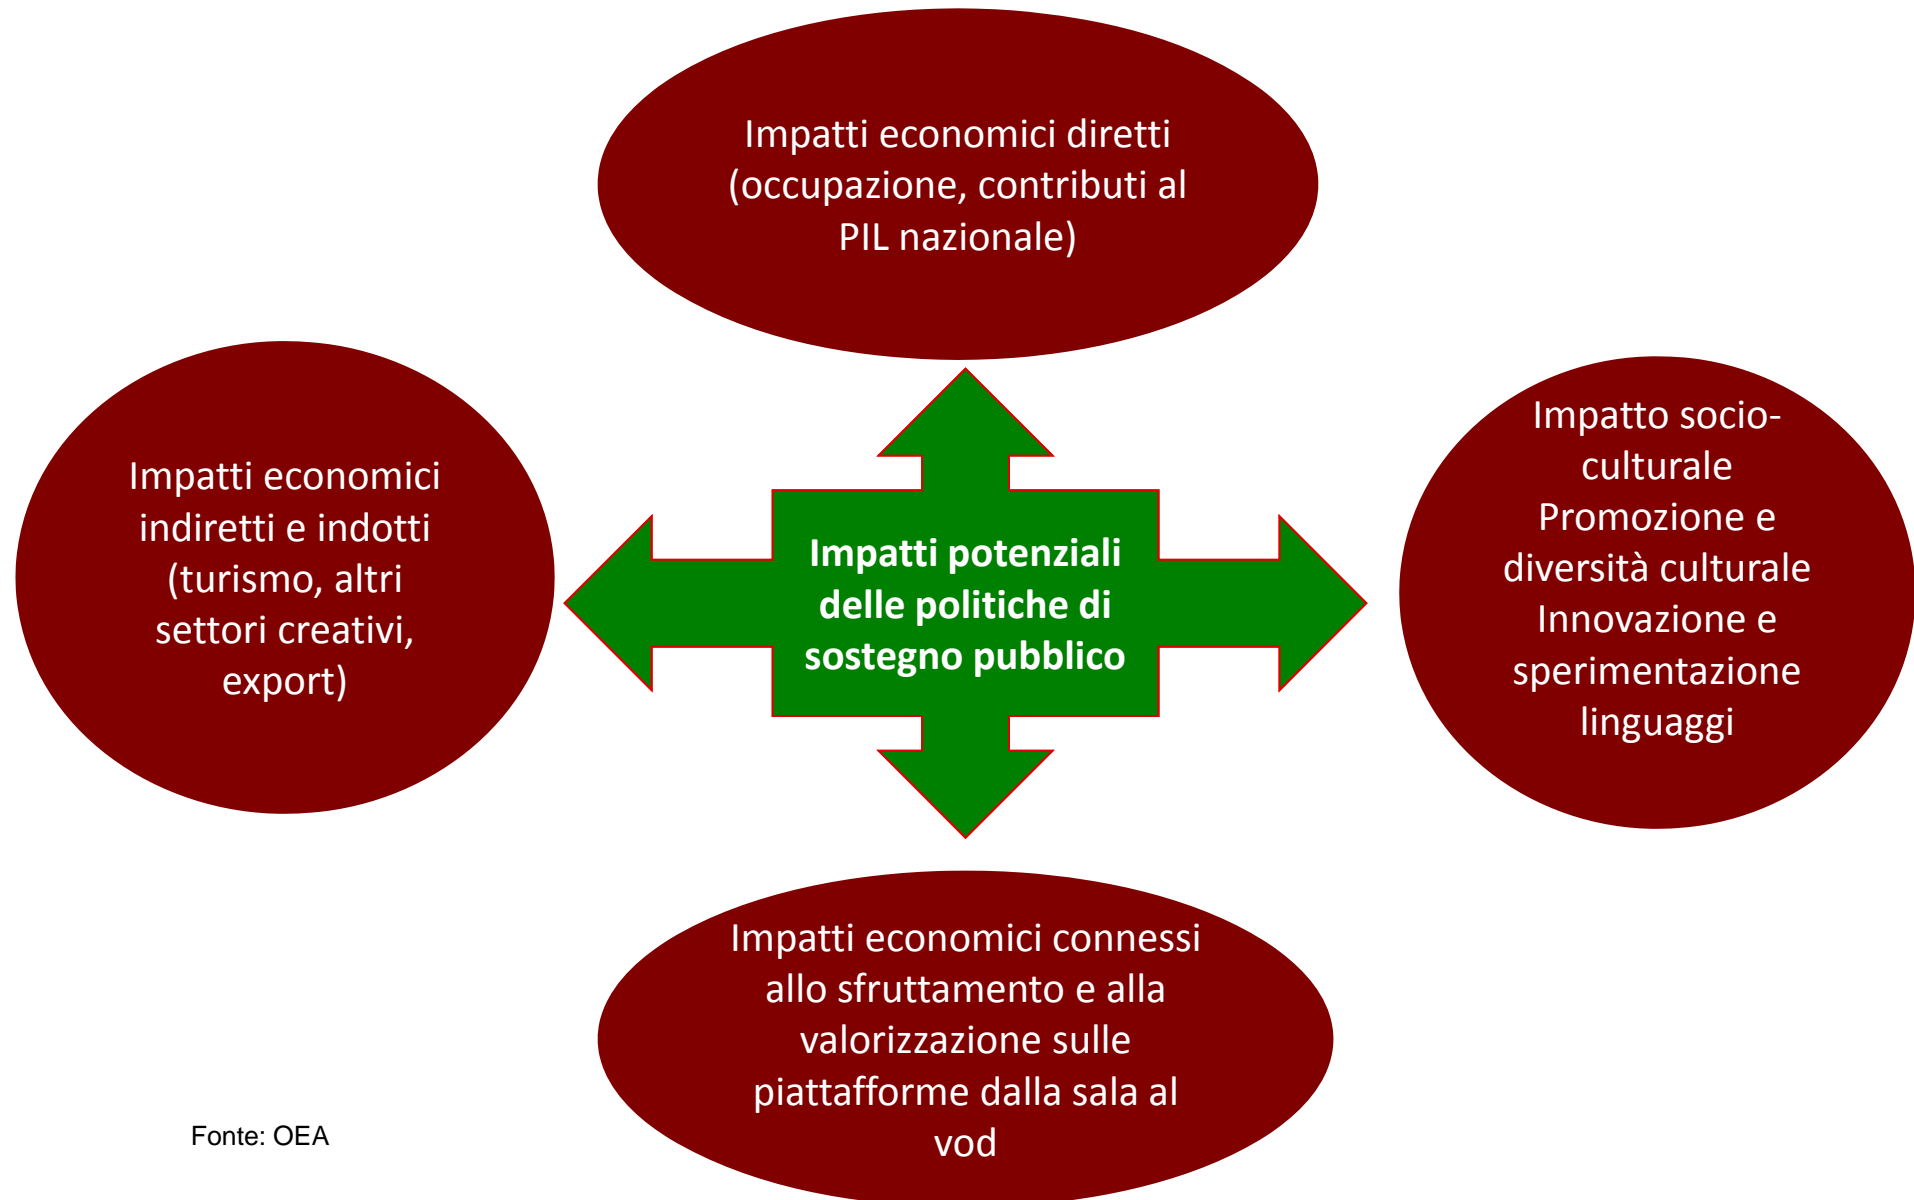 Impatti economici diretti
(occupazione, contributi al
PIL nazionale)
Impatti economici
indiretti e indotti
(turismo, altri
settori creativi,
export)
Impatti potenziali
delle politiche di
sostegno pubblico
Impatto socio-
culturale
Promozione e
diversità culturale
Innovazione e
sperimentazione
linguaggi
Impatti economici connessi
allo sfruttamento e alla
valorizzazione sulle
piattafforme dalla sala al
vod
Fonte: OEA